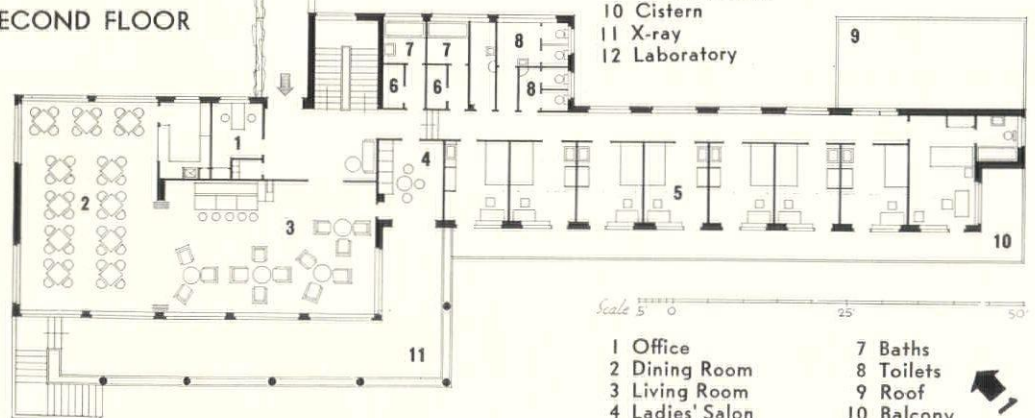 ECOND FLOOR
10 Cistern
11 X-ray
12 Laboratory
9
8
7 7
6 6
8
1
4
2
5
3
10
11
Scale 5' 0 25' 50'
1 Office
2 Dining Room
3 Living Room
4 Ladies' Salon
7 Baths
8 Toilets
9 Roof
10 Balcony